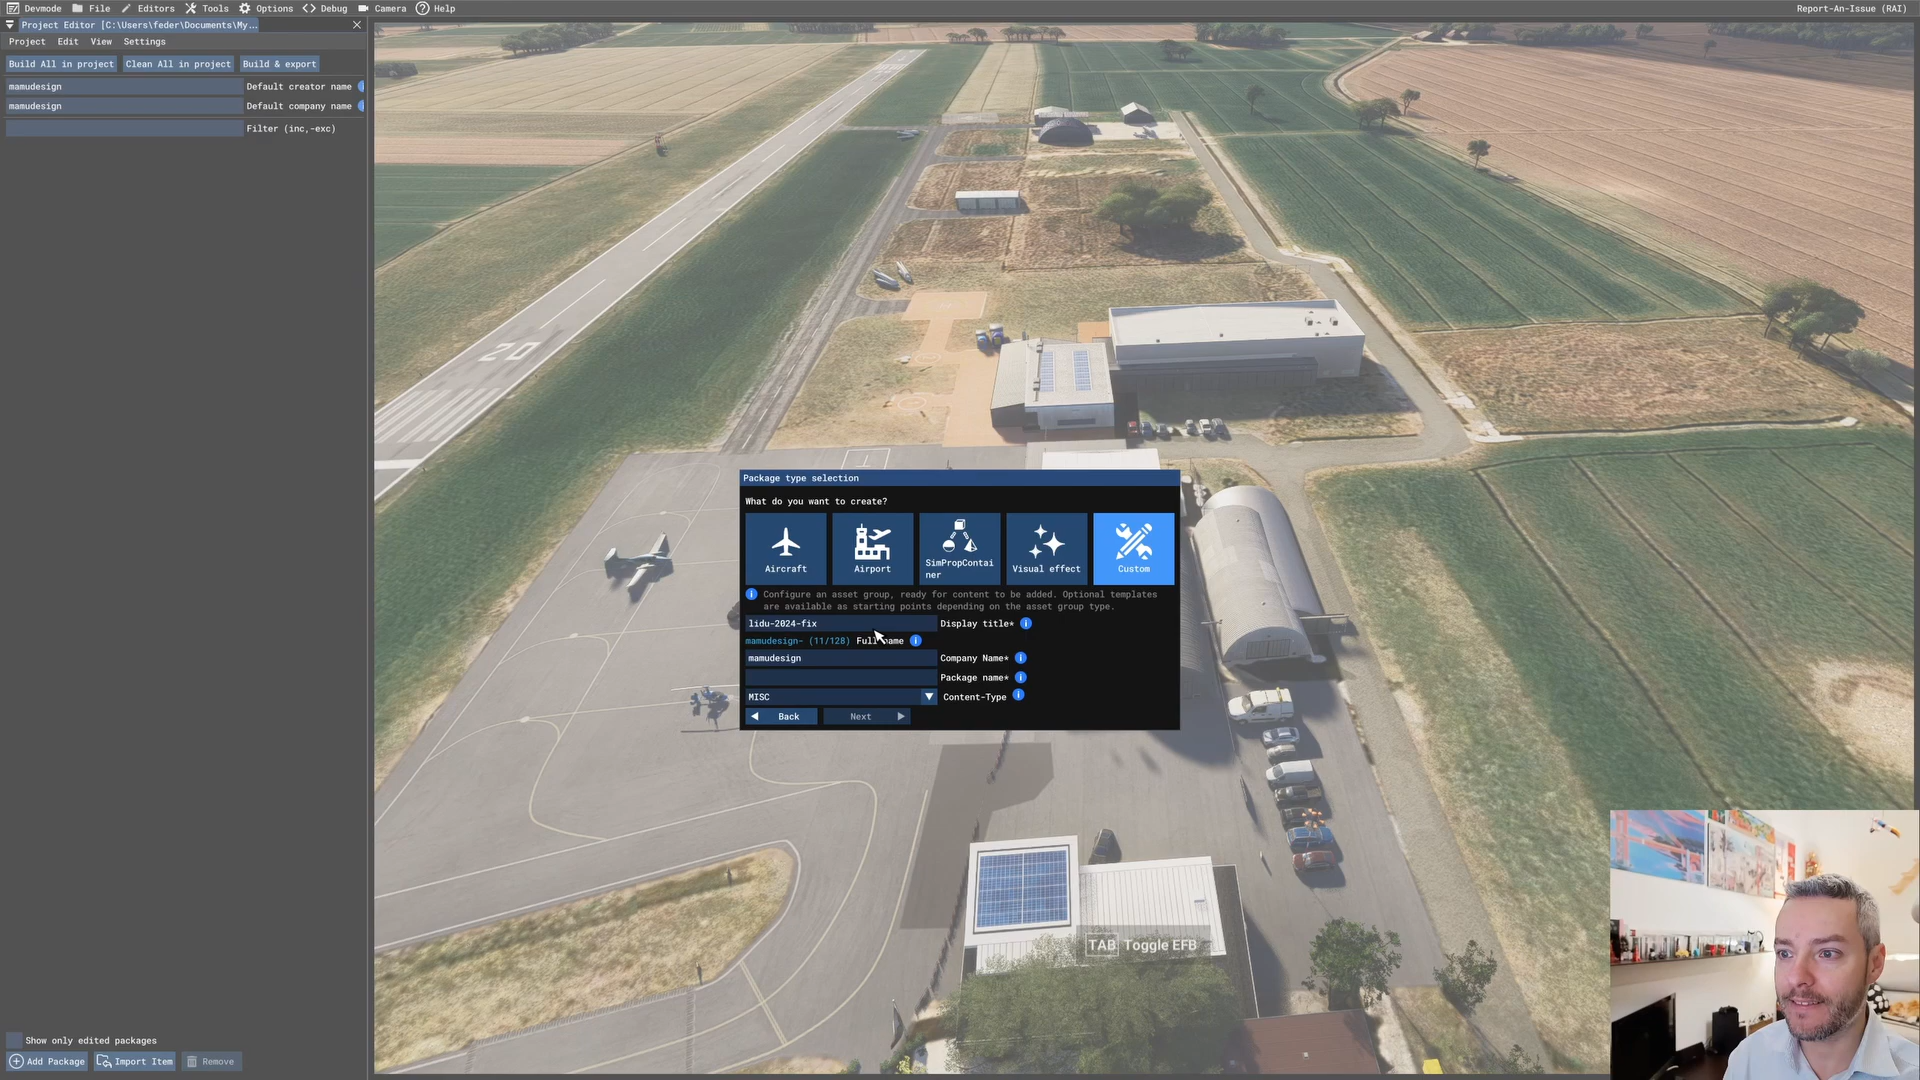 Devmode File Editors Tools Options Debug Camera Help
Report-An-Issue (RAI)
Project Editor [C:\Users\feder\Documents\My...
Project Edit View Settings
Build All in project Clean All in project Build & export
mamudesign Default creator name
mamudesign Default company name
Filter (inc,-exc)
20
Package type selection
What do you want to create?
Aircraft
Airport
SimPropContai
ner
Visual effect
Custom
Configure an asset group, ready for content to be added. Optional templates
are available as starting points depending on the asset group type.
lidu-2024-fix Display title*
mamudesign- (11/128) Full name
mamudesign Company Name*
Package name*
MISC Content-Type
Back Next
TAB Toggle EFB
Show only edited packages
Add Package Import Item Remove